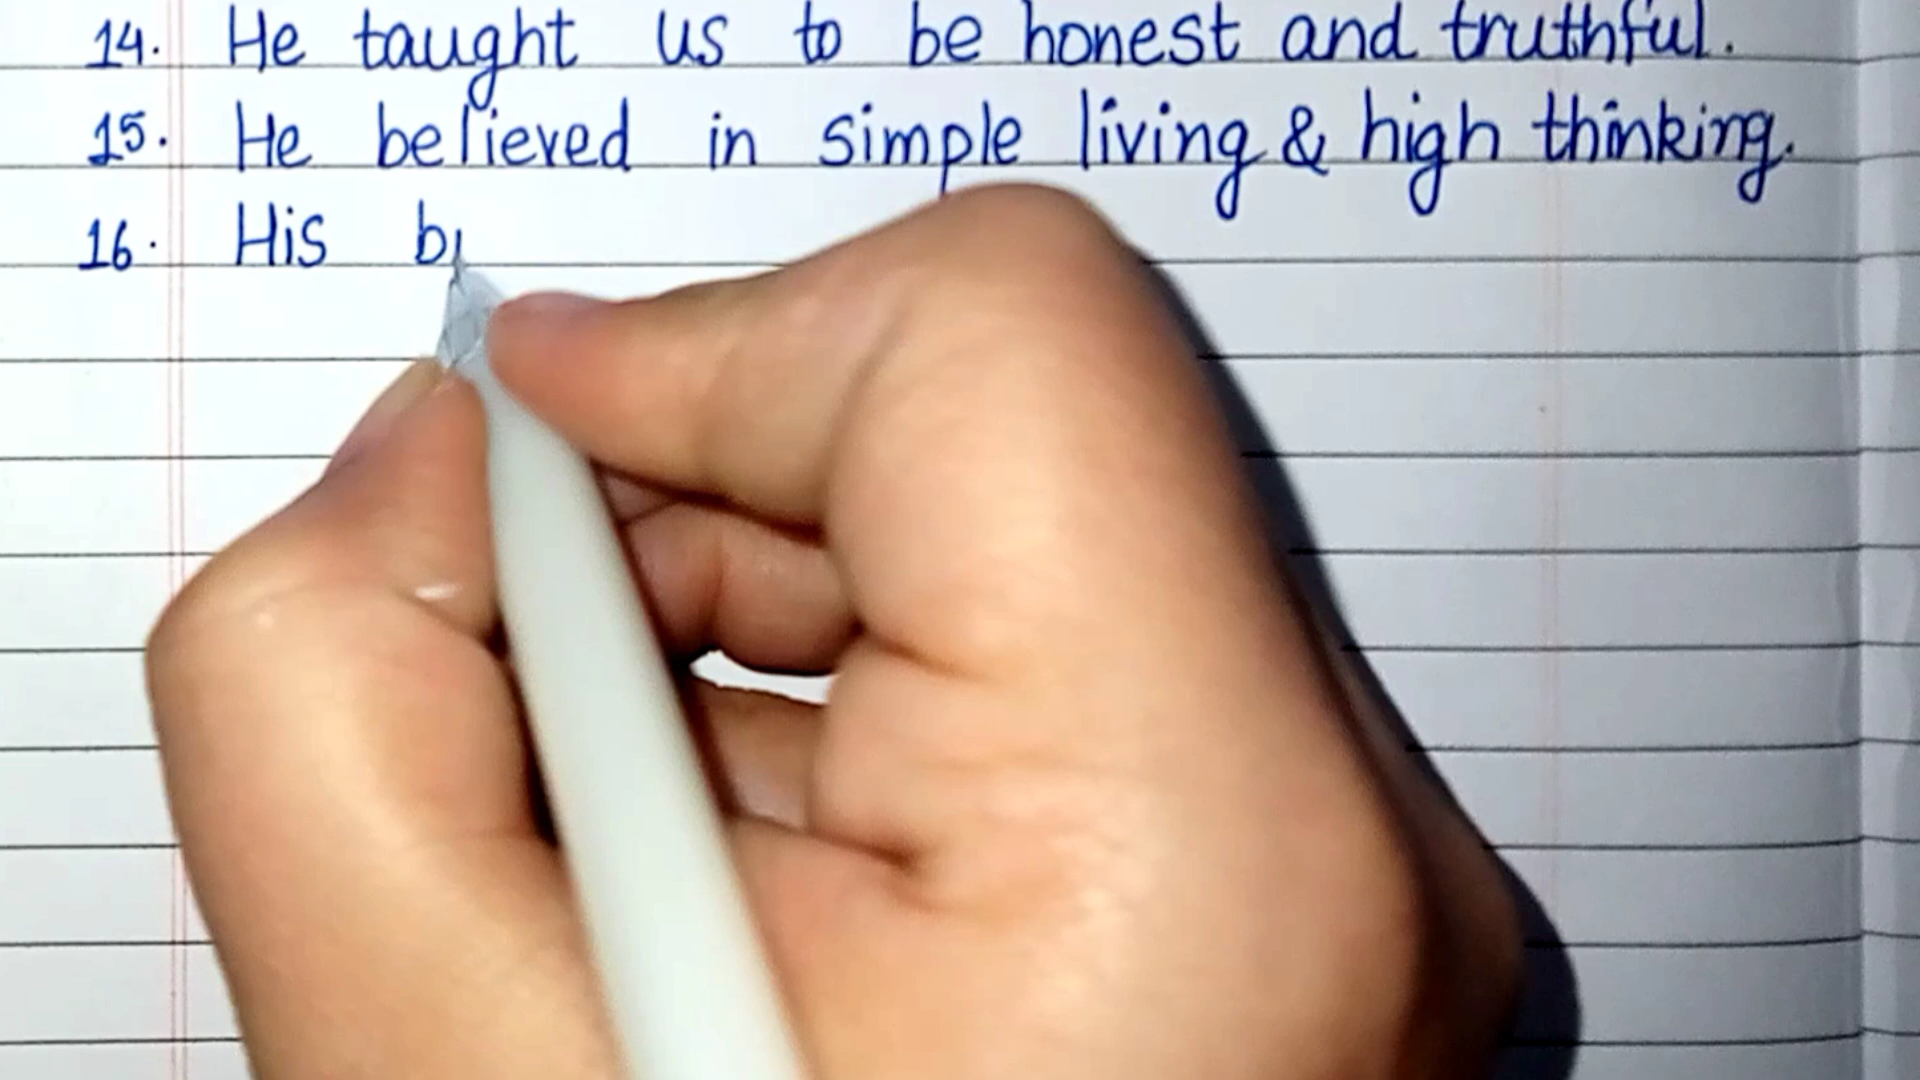 14. He taught us to be honest and truthful.
15. He believed in simple living & high thinking.
16. His